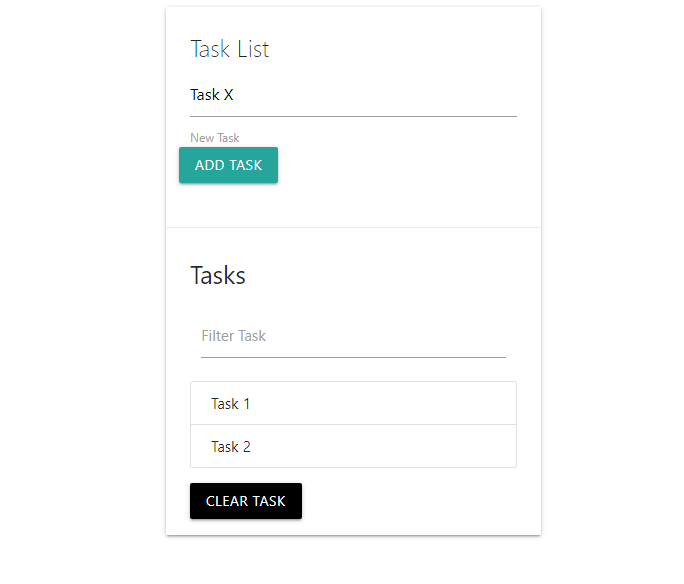 Task List
Task X
New Task
ADD TASK
Tasks
Filter Task
Task 1
Task 2
CLEAR TASK